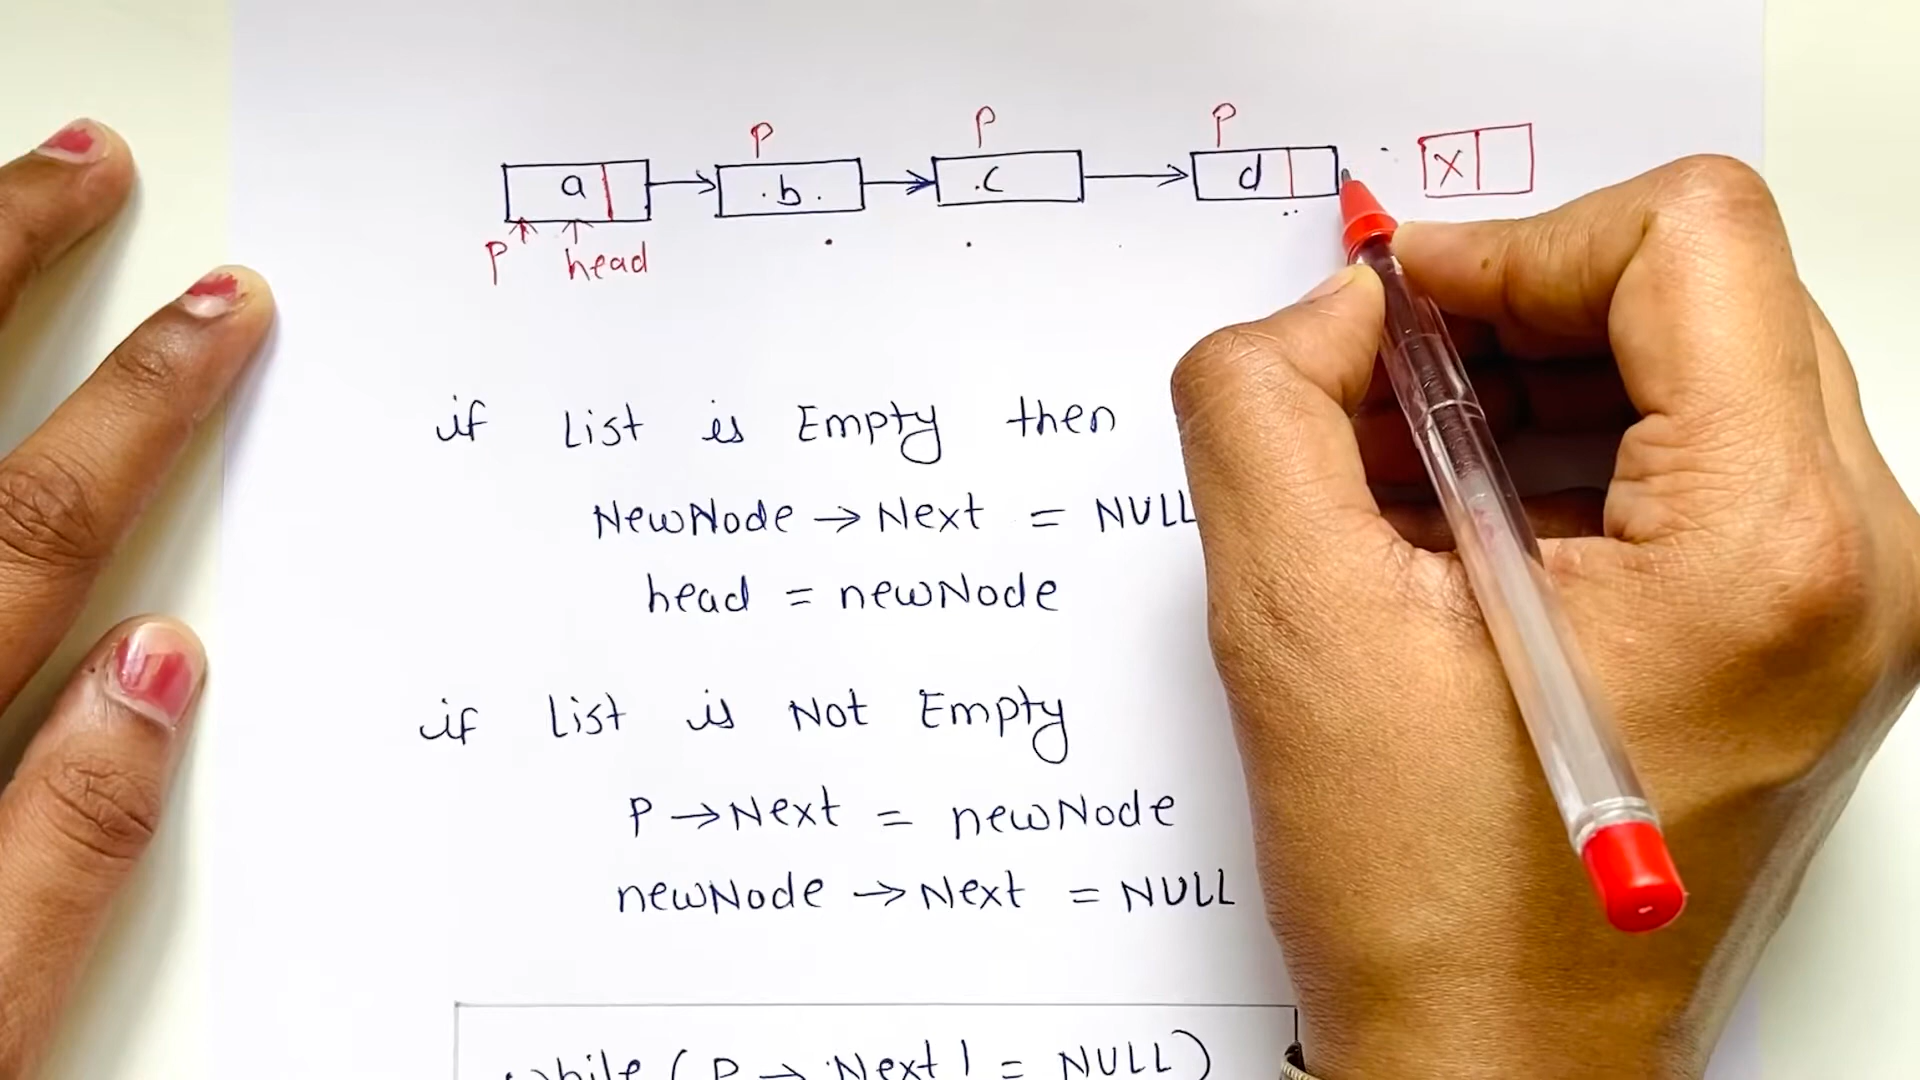 P P P
a b c d X
P head
if List is Empty then
NewNode → Next = NULL
head = newNode
if List is Not Empty
P → Next = newNode
newNode → Next = NULL
while ( P → Next ! = NULL )